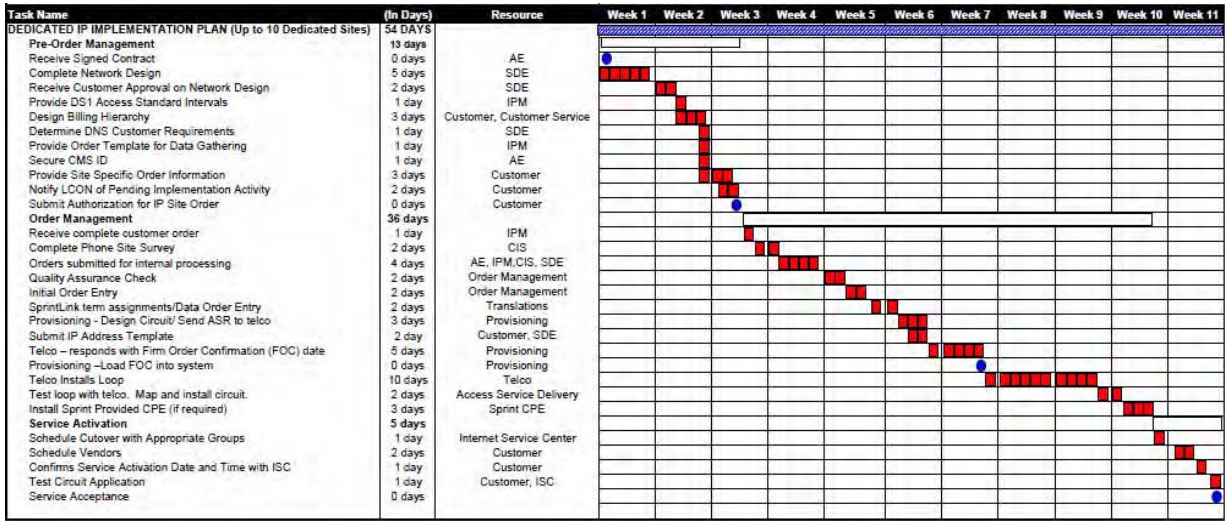 Task Name (In Days) Resource Week 1 Week 2 Week 3 Week 4 Week 5 Week 6 Week 7 Week 8 Week 9 Week 10 Week 11
DEDICATED IP IMPLEMENTATION PLAN (Up to 10 Dedicated Sites) 54 DAYS
Pre-Order Management 13 days
Receive Signed Contract 0 days AE
Complete Network Design 5 days SDE
Receive Customer Approval on Network Design 2 days SDE
Provide DS1 Access Standard Intervals 1 day IPM
Design Billing Hierarchy 3 days Customer, Customer Service
Determine DNS Customer Requirements 1 day SDE
Provide Order Template for Data Gathering 1 day IPM
Secure CMS ID 1 day AE
Provide Site Specific Order Information 3 days Customer
Notify LCON of Pending Implementation Activity 2 days Customer
Submit Authorization for IP Site Order 0 days Customer
Order Management 36 days
Receive complete customer order 1 day IPM
Complete Phone Site Survey 2 days CIS
Orders submitted for internal processing 4 days AE, IPM,CIS, SDE
Quality Assurance Check 2 days Order Management
Initial Order Entry 2 days Order Management
SprintLink term assignments/Data Order Entry 2 days Translations
Provisioning - Design Circuit/ Send ASR to telco 3 days Provisioning
Submit IP Address Template 2 day Customer, SDE
Telco – responds with Firm Order Confirmation (FOC) date 5 days Provisioning
Provisioning –Load FOC into system 0 days Provisioning
Telco Installs Loop 10 days Telco
Test loop with telco. Map and install circuit. 2 days Access Service Delivery
Install Sprint Provided CPE (if required) 3 days Sprint CPE
Service Activation 5 days
Schedule Cutover with Appropriate Groups 1 day Internet Service Center
Schedule Vendors 2 days Customer
Confirms Service Activation Date and Time with ISC 1 day Customer
Test Circuit Application 1 day Customer, ISC
Service Acceptance 0 days